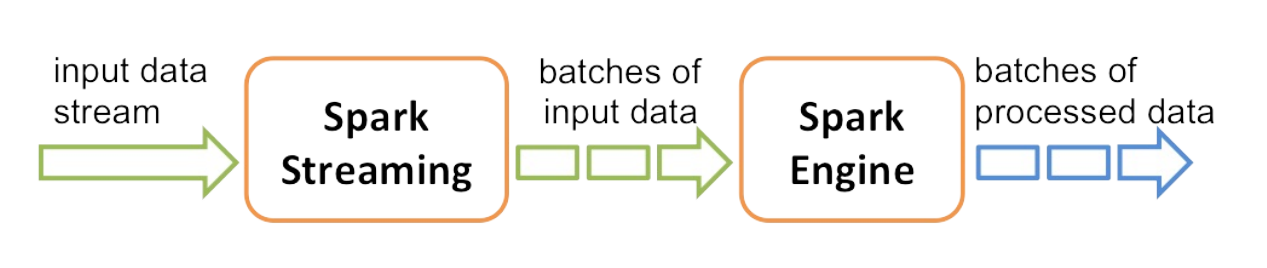 input data
stream
Spark
Streaming
batches of
input data
Spark
Engine
batches of
processed data